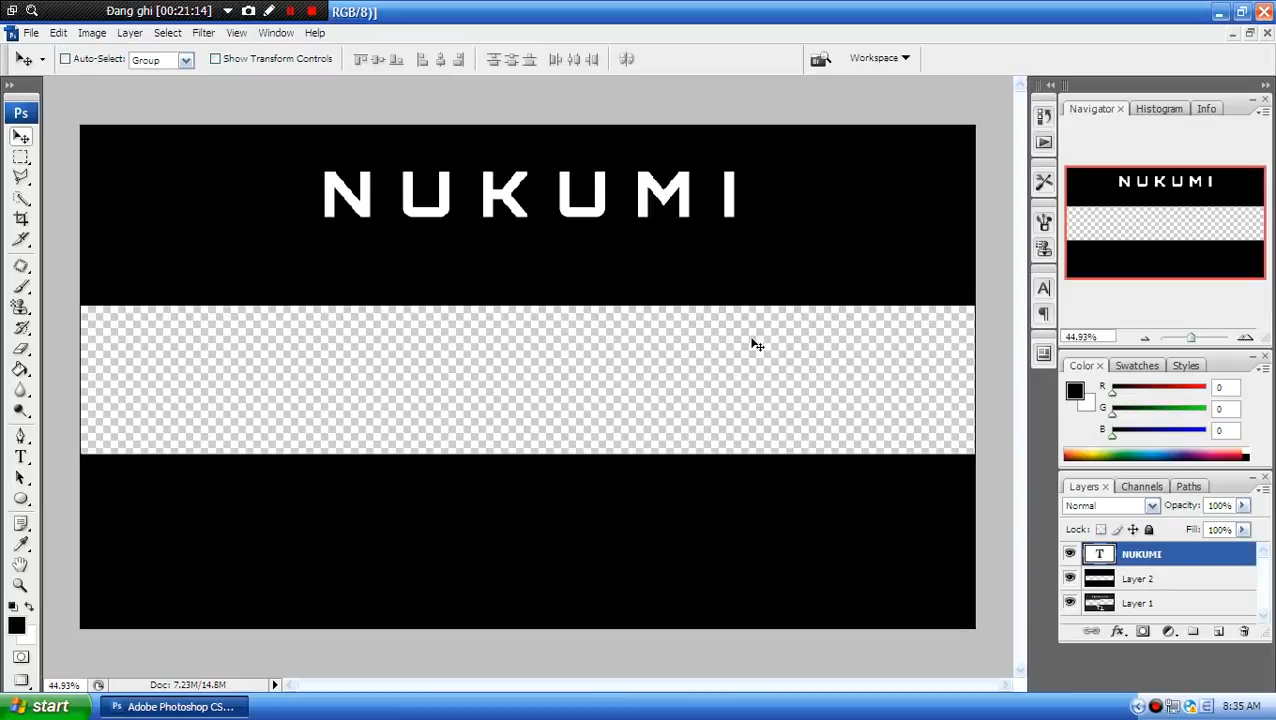 Đang ghi [00:21:14] RGB/8)]
File Edit Image Layer Select Filter View Window Help
Auto-Select: Group Show Transform Controls Workspace
Ps
Navigator Histogram Info
NUKUMI
NUKUMI
44.93%
Color Swatches Styles
R 0
G 0
B 0
Layers Channels Paths
Normal Opacity: 100%
Lock: Fill: 100%
T NUKUMI
Layer 2
Layer 1
44.93% Doc: 7.23M/14.8M
start Ps Adobe Photoshop CS... 8:35 AM